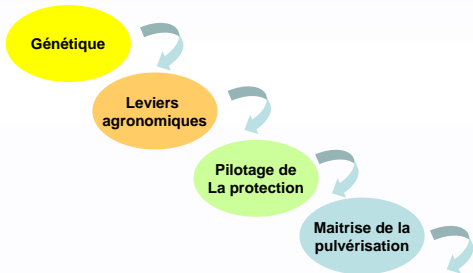 Génétique
Leviers
agronomiques
Pilotage de
La protection
Maitrise de la
pulvérisation